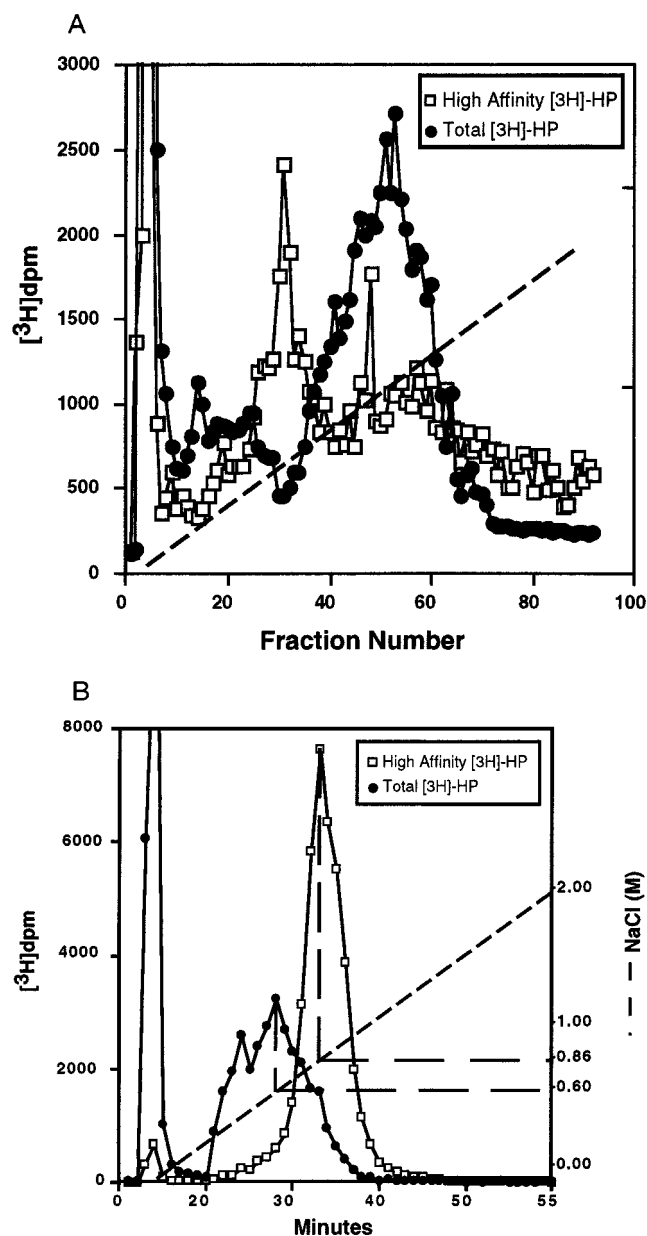 A
3000
2500
2000
1500
1000
500
0
[³H]dpm
High Affinity [3H]-HP
Total [3H]-HP
0 20 40 60 80 100
Fraction Number
B
8000
6000
4000
2000
0
[³H]dpm
High Affinity [3H]-HP
Total [3H]-HP
2.00
1.00
0.86
0.60
0.00
NaCl (M)
0 20 30 40 50 55
Minutes